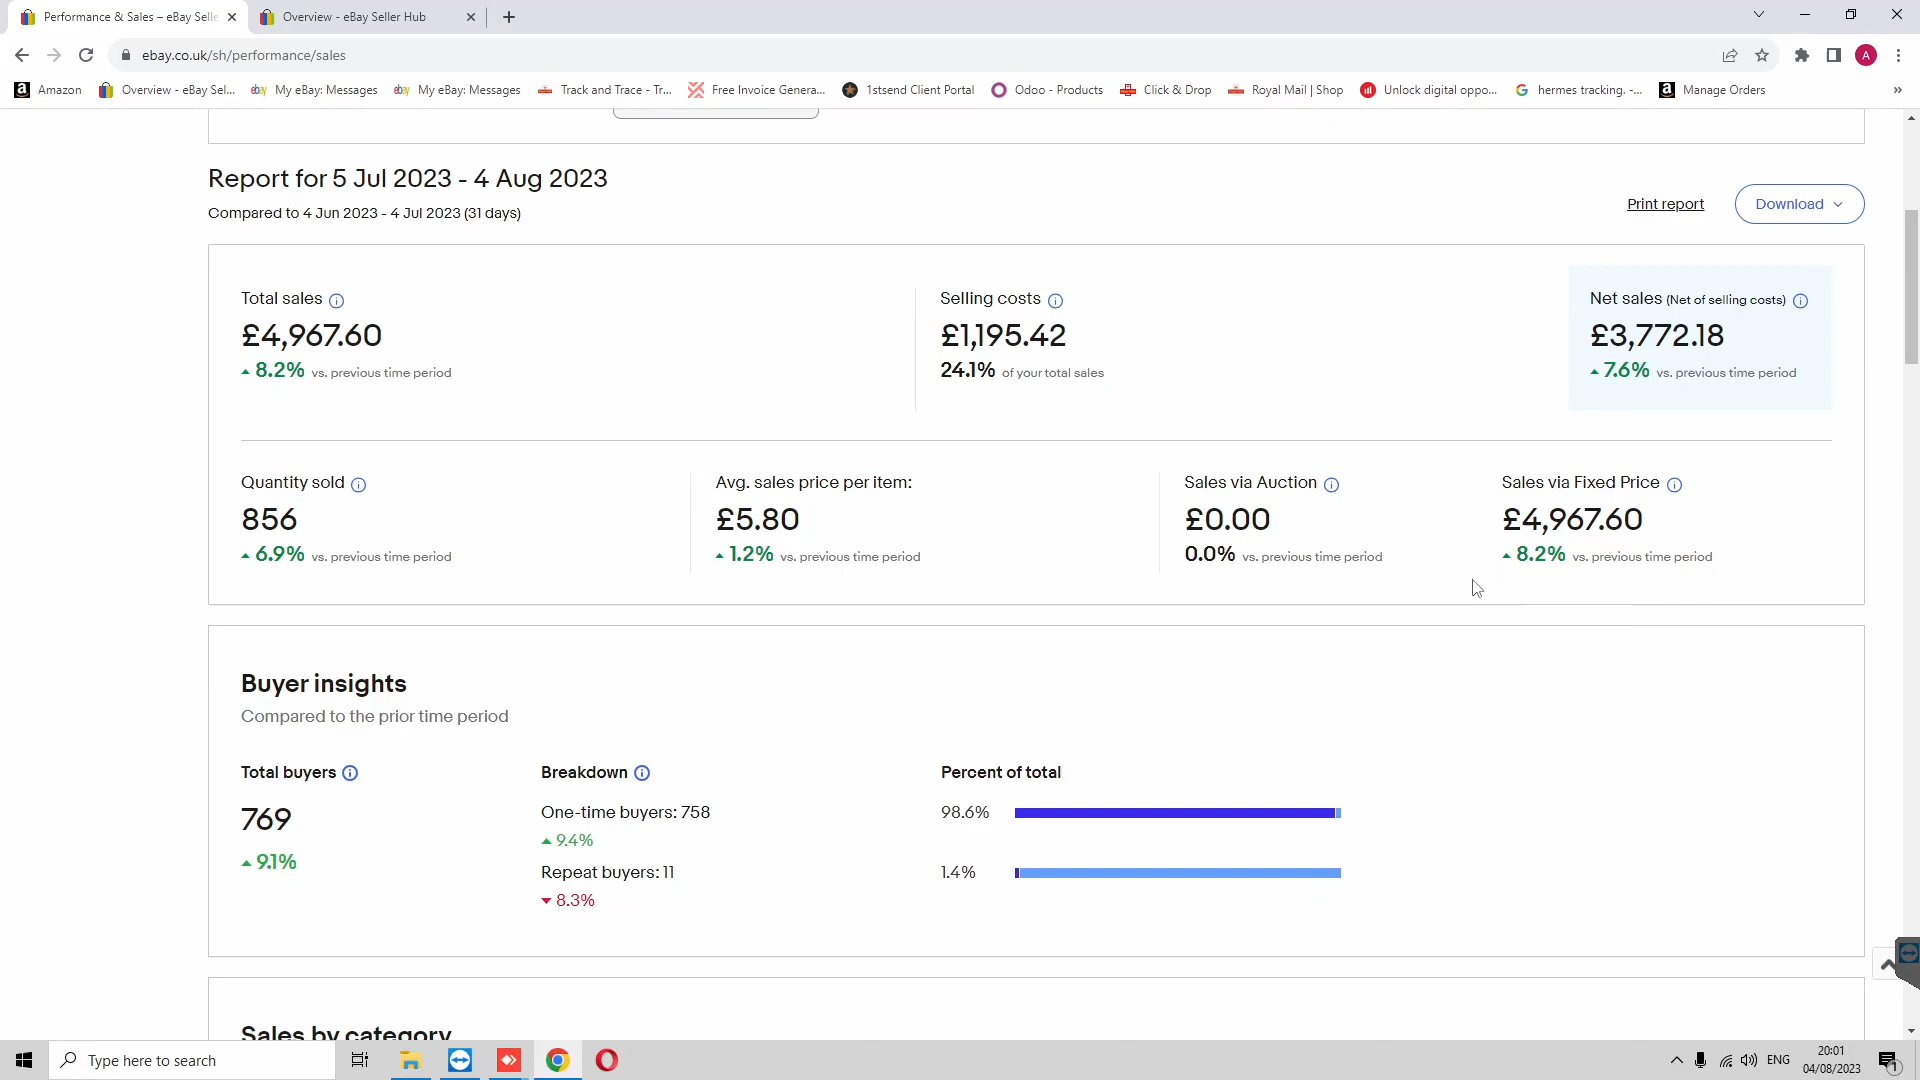 Performance & Sales – eBay Selle
Overview - eBay Seller Hub
ebay.co.uk/sh/performance/sales
A
Amazon
Overview - eBay Sel...
My eBay: Messages
My eBay: Messages
Track and Trace - Tr...
Free Invoice Genera...
1stsend Client Portal
Odoo - Products
Click & Drop
Royal Mail | Shop
Unlock digital oppo...
hermes tracking. -...
Manage Orders
»
Report for 5 Jul 2023 - 4 Aug 2023
Compared to 4 Jun 2023 - 4 Jul 2023 (31 days)
Print report
Download
Total sales
£4,967.60
8.2% vs. previous time period
Selling costs
£1,195.42
24.1% of your total sales
Net sales (Net of selling costs)
£3,772.18
7.6% vs. previous time period
Quantity sold
856
6.9% vs. previous time period
Avg. sales price per item:
£5.80
1.2% vs. previous time period
Sales via Auction
£0.00
0.0% vs. previous time period
Sales via Fixed Price
£4,967.60
8.2% vs. previous time period
Buyer insights
Compared to the prior time period
Total buyers
769
9.1%
Breakdown
One-time buyers: 758
9.4%
Repeat buyers: 11
8.3%
Percent of total
98.6%
1.4%
Sales by category
Type here to search
ENG
20:01
04/08/2023
1